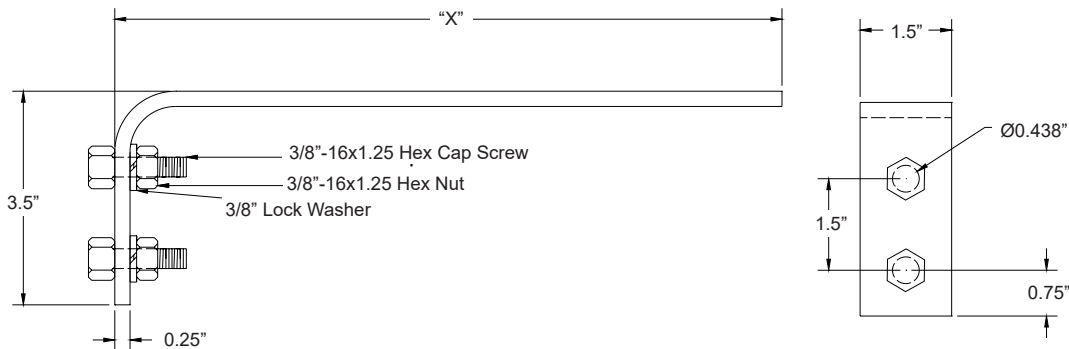 “X”
1.5”
Ø0.438”
3/8”-16x1.25 Hex Cap Screw
3/8”-16x1.25 Hex Nut
3/8” Lock Washer
3.5”
1.5”
0.75”
0.25”